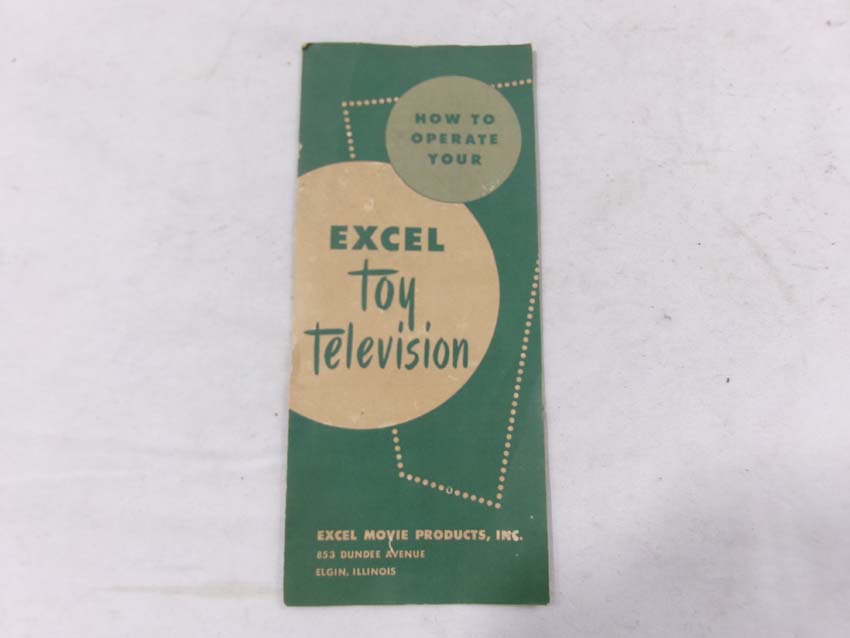 HOW TO
OPERATE
YOUR
EXCEL
toy
television
EXCEL MOVIE PRODUCTS, INC.
853 DUNDEE AVENUE
ELGIN, ILLINOIS